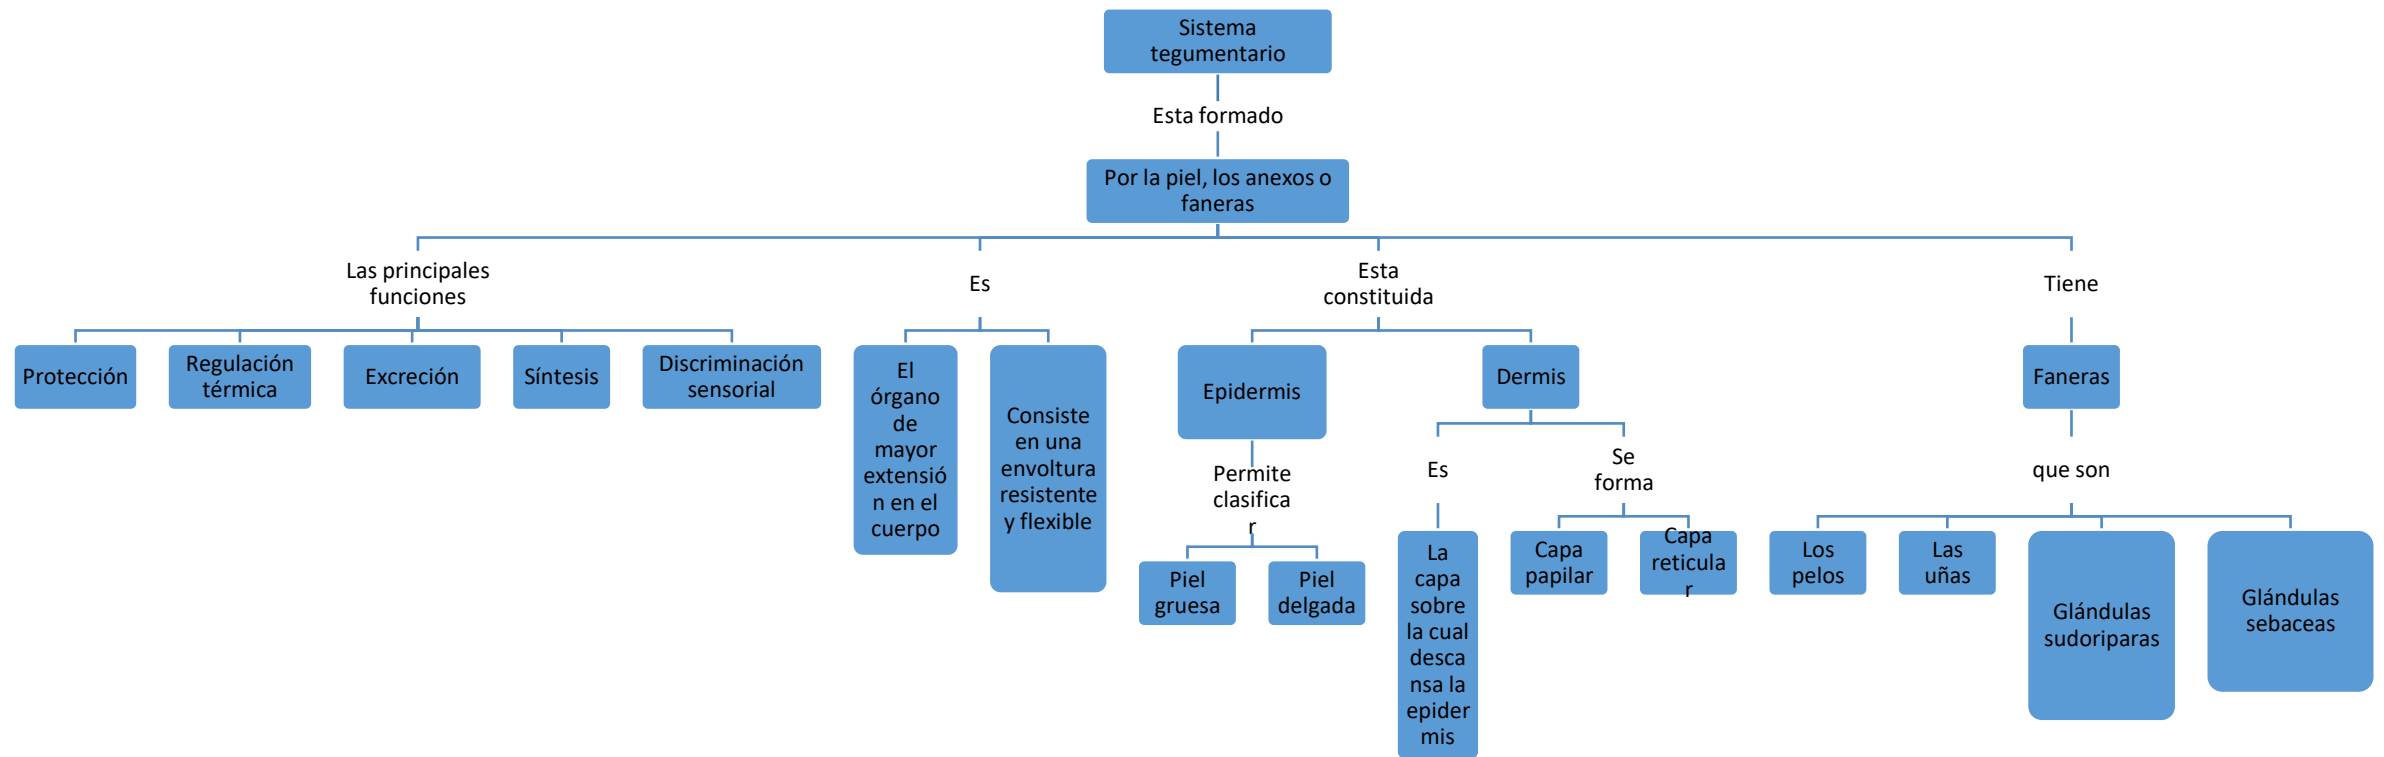 Sistema
tegumentario
Esta formado
Por la piel, los anexos o
faneras
Las principales
funciones
Protección
Regulación
térmica
Excreción
Síntesis
Discriminación
sensorial
Es
El
órgano
de
mayor
extensió
n en el
cuerpo
Consiste
en una
envoltura
resistente
y flexible
Esta
constituida
Epidermis
Permite
clasifica
r
Piel
gruesa
Piel
delgada
Dermis
Es
La
capa
sobre
la cual
desca
nsa la
epider
mis
Se
forma
Capa
papilar
Capa
reticula
r
Tiene
Faneras
que son
Los
pelos
Las
uñas
Glándulas
sudoriparas
Glándulas
sebaceas